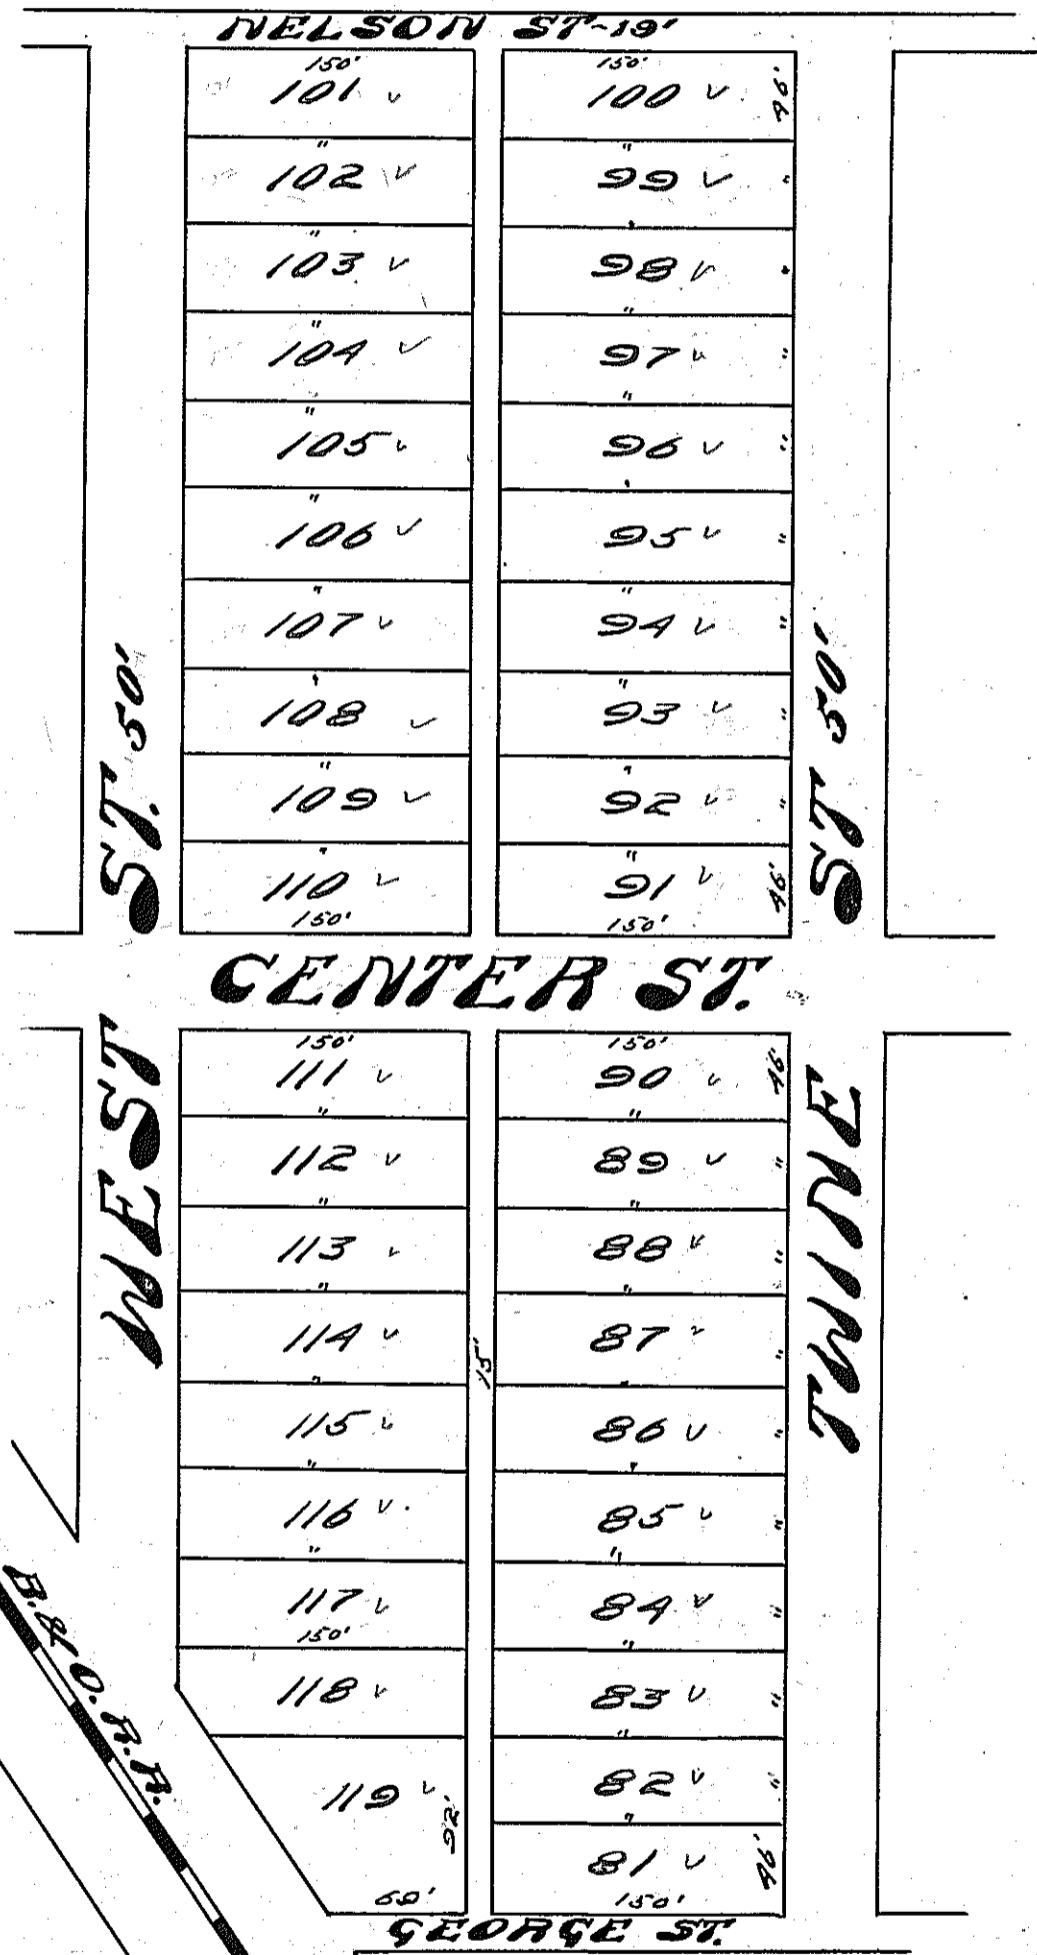 NELSON ST-19'
150' 150'
101 v 100 v 46'
" "
102 v 99 v "
" "
103 v 98 v "
" "
104 v 97 v "
" "
105 v 96 v "
" "
106 v 95 v "
" "
107 v 94 v "
" "
108 v 93 v "
" "
109 v 92 v "
" "
110 v 91 v 46'
150' 150'
WEST ST. 50'
TWINE ST 50'
CENTER ST.
150' 150'
111 v 90 v 46'
" "
112 v 89 v "
" "
113 v 88 v "
" "
114 v 87 v "
15'
" "
115 v 86 v "
" "
116 v 85 v "
" "
117 v 84 v "
150' "
118 v 83 v "
"
119 v 82 v "
92' "
81 v 46'
150'
B. & O. R.R.
GEORGE ST.